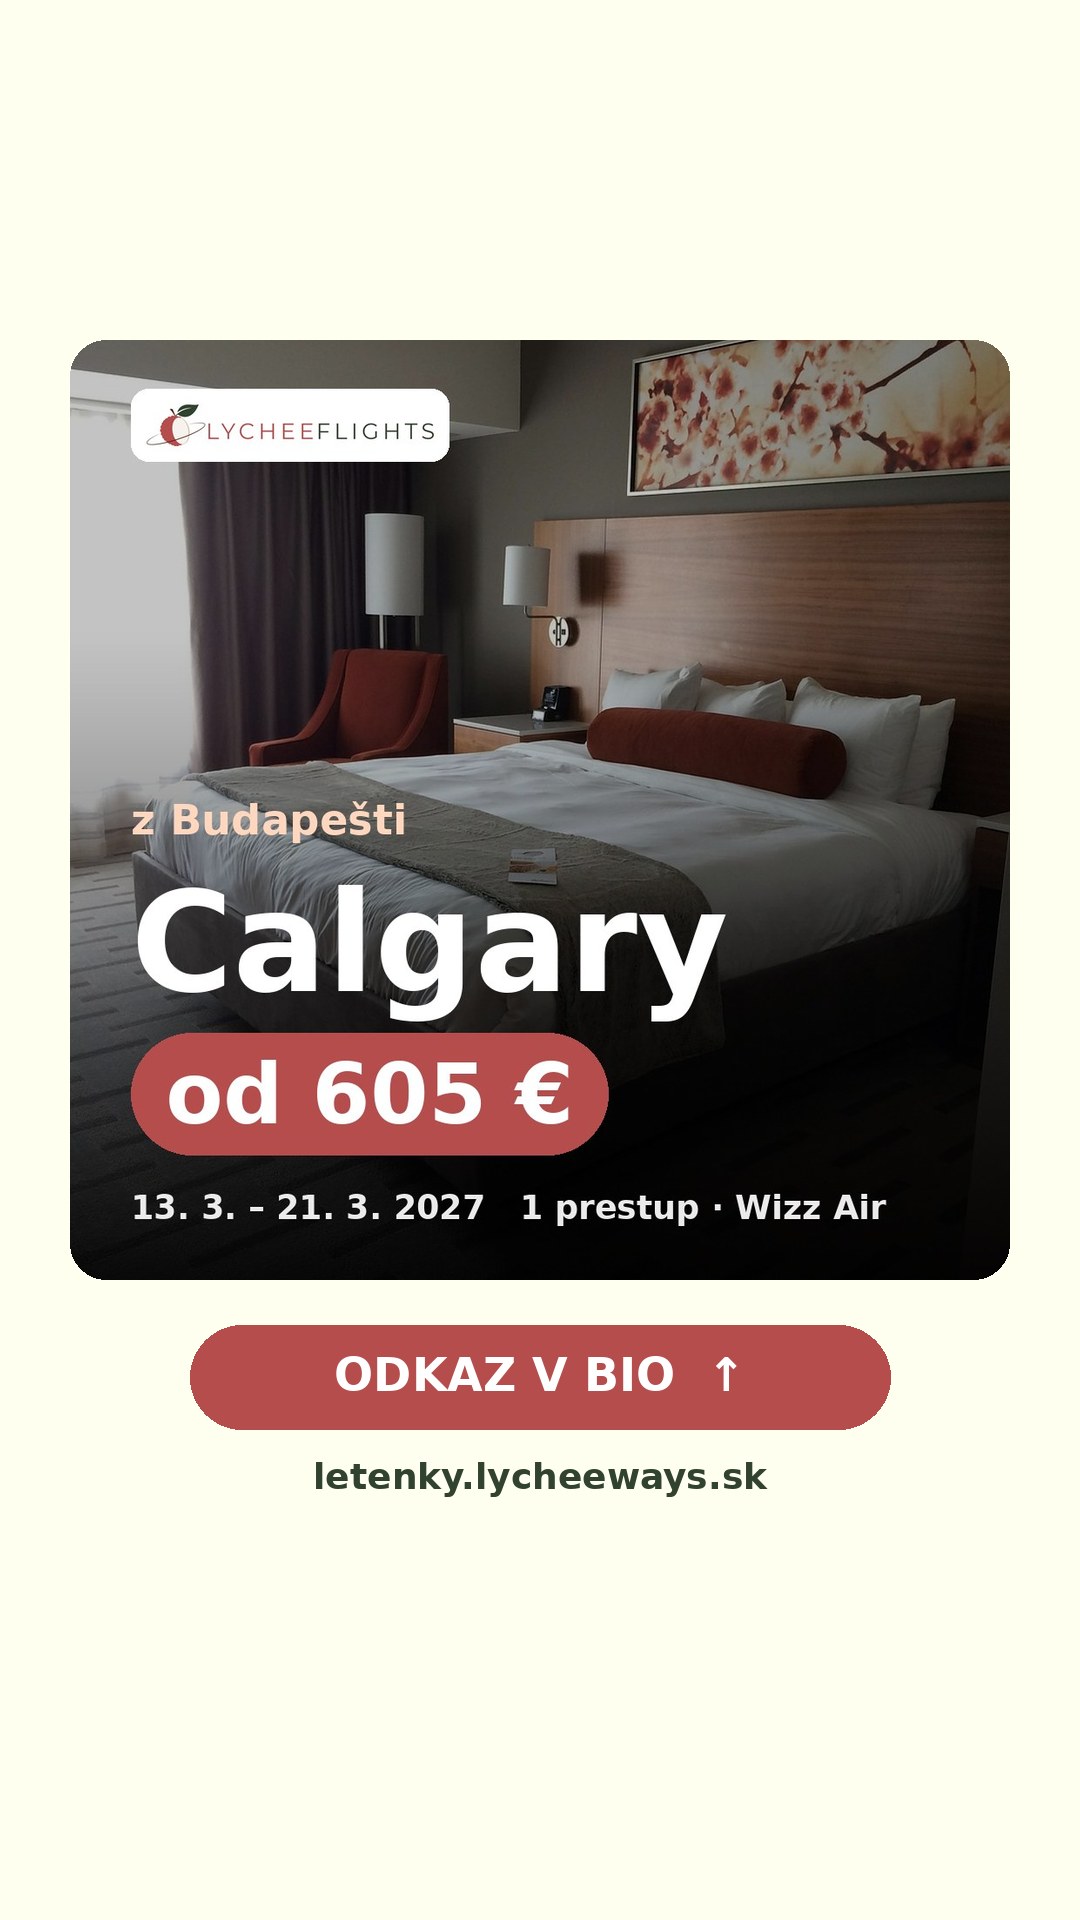 LYCHEEFLIGHTS
z Budapešti
Calgary
od 605 €
13. 3. – 21. 3. 2027 1 prestup · Wizz Air
ODKAZ V BIO ↑
letenky.lycheeways.sk